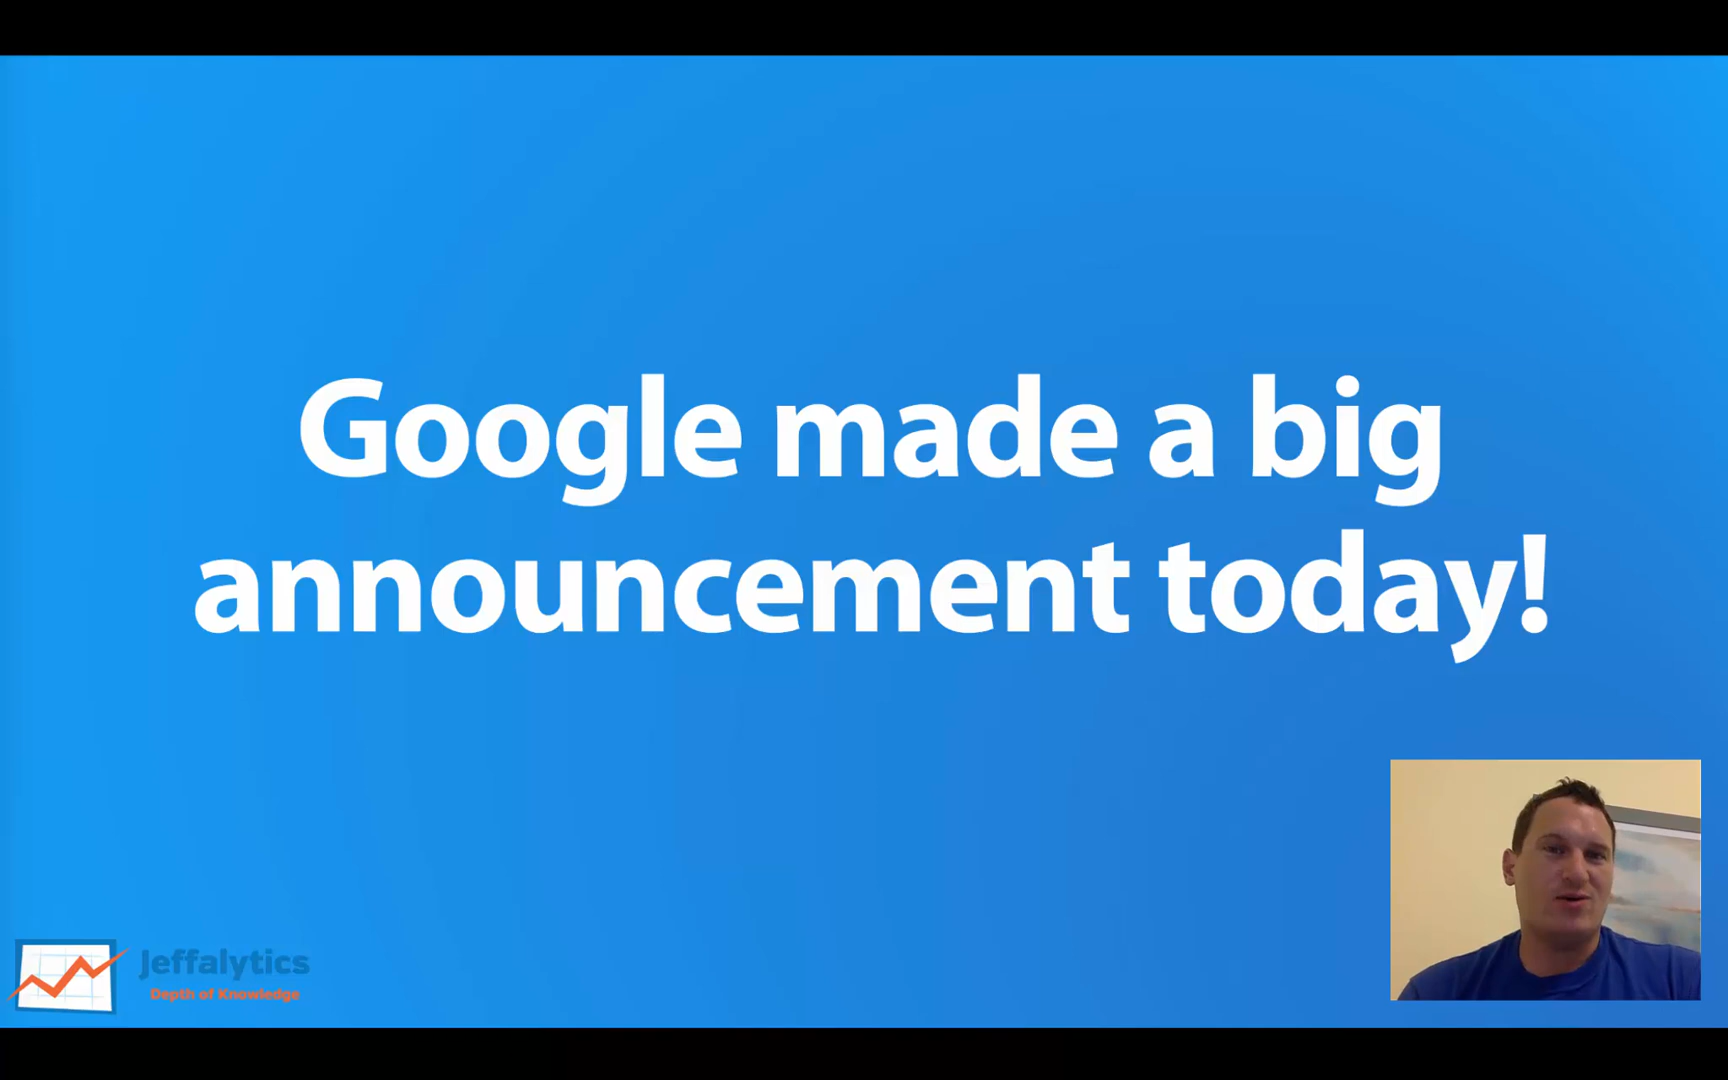 Google made a big
announcement today!
Jeffalytics
Depth of Knowledge